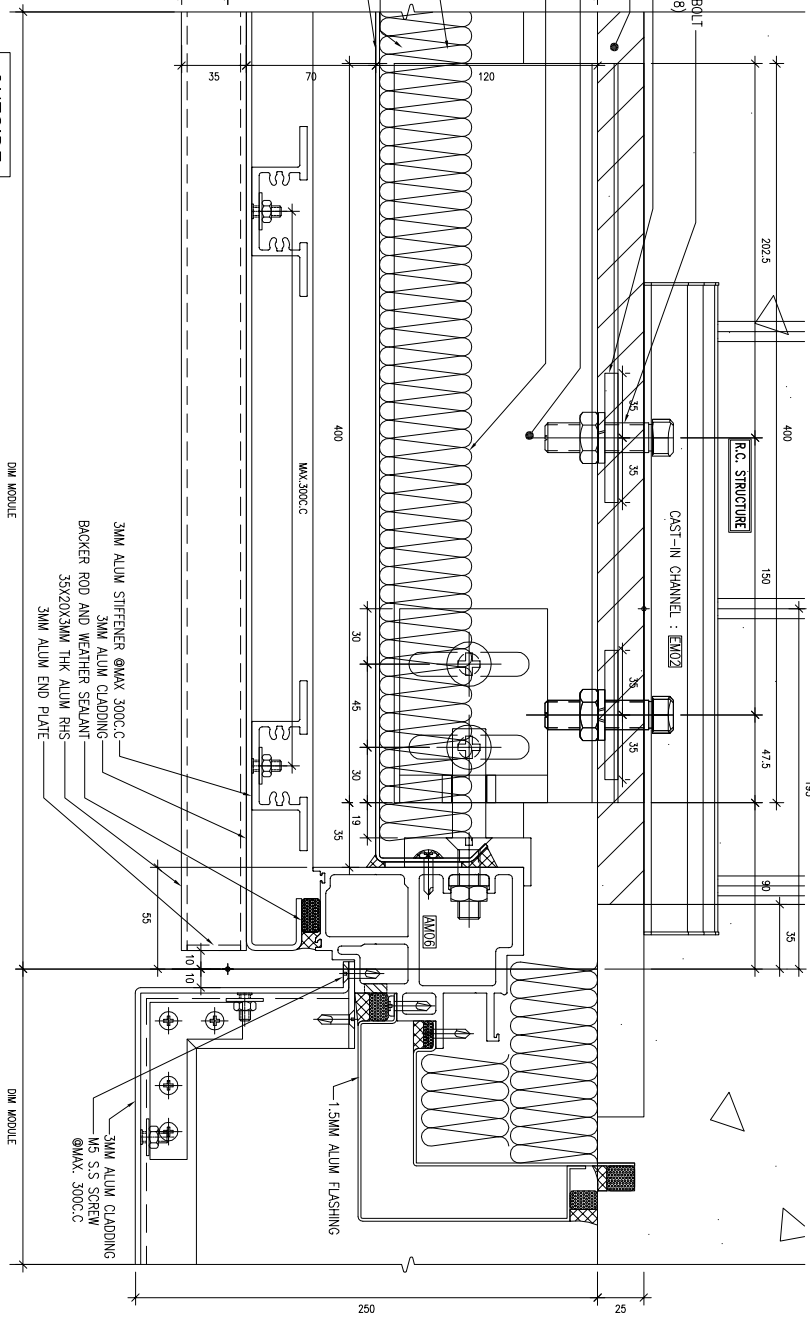 BOLT
8)
35
70
120
202.5
400
150
47.5
195
90
35
R.C. STRUCTURE
CAST-IN CHANNEL : EM02
35
35
35
35
400
30
45
30
19
35
MAX.300C.C
AM06
55
10
10
3MM ALUM STIFFENER @MAX 300C.C
3MM ALUM CLADDING
BACKER ROD AND WEATHER SEALANT
35X20X3MM THK ALUM RHS
3MM ALUM END PLATE
1.5MM ALUM FLASHING
3MM ALUM CLADDING
M5 S.S SCREW
@MAX. 300C.C
DIM MODULE
DIM MODULE
250
25